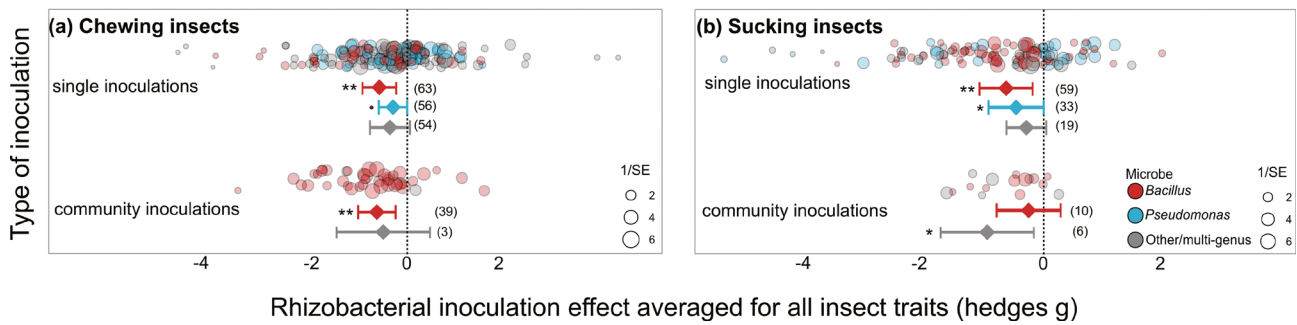 Type of inoculation
(a) Chewing insects
single inoculations
** (63)
• (56)
(54)
community inoculations
** (39)
(3)
1/SE
2
4
6
-4 -2 0 2
(b) Sucking insects
single inoculations
** (59)
* (33)
(19)
community inoculations
(10)
* (6)
Microbe
Bacillus
Pseudomonas
Other/multi-genus
1/SE
2
4
6
-4 -2 0 2
Rhizobacterial inoculation effect averaged for all insect traits (hedges g)